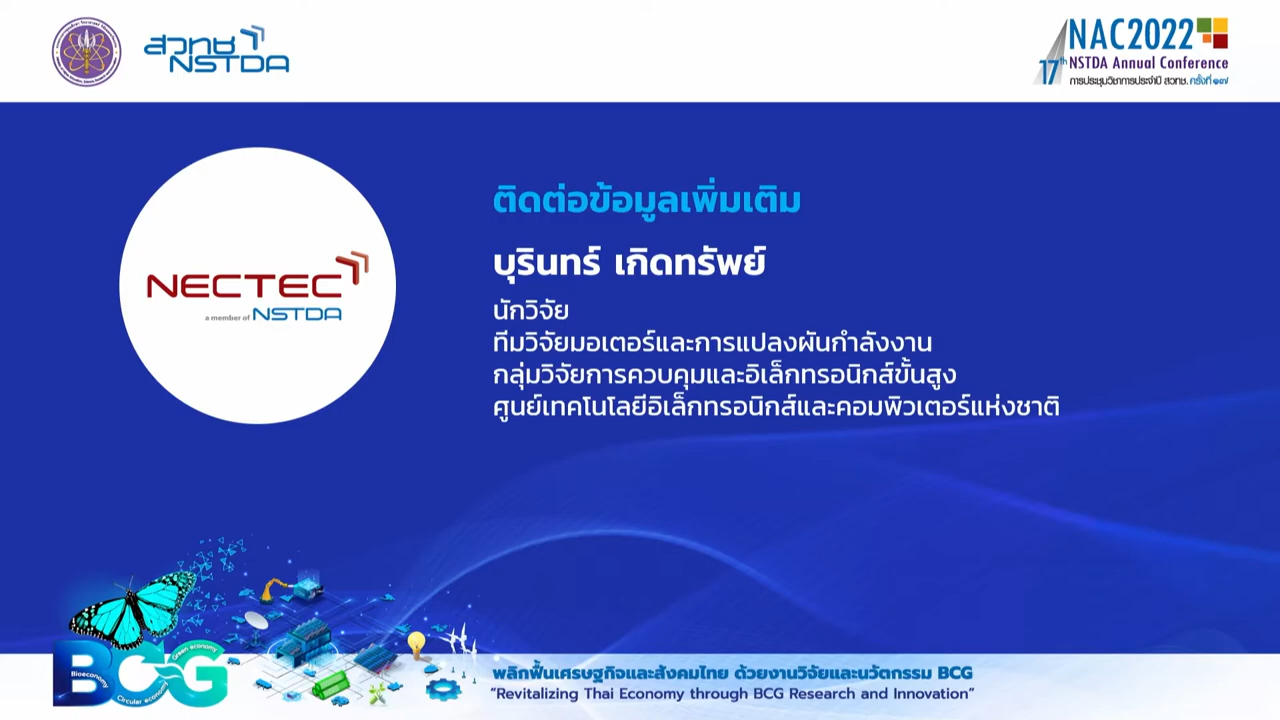 สวทช
NSTDA
17th
NAC2022
NSTDA Annual Conference
การประชุมวิชาการประจำปี สวทช. ครั้งที่ ๑๗
NECTEC
a member of NSTDA
ติดต่อข้อมูลเพิ่มเติม
บุรินทร์ เกิดทรัพย์
นักวิจัย
ทีมวิจัยมอเตอร์และการแปลงผันกำลังงาน
กลุ่มวิจัยการควบคุมและอิเล็กทรอนิกส์ขั้นสูง
ศูนย์เทคโนโลยีอิเล็กทรอนิกส์และคอมพิวเตอร์แห่งชาติ
BCG
Bioeconomy
Circular economy
Green economy
พลิกฟื้นเศรษฐกิจและสังคมไทย ด้วยงานวิจัยและนวัตกรรม BCG
“Revitalizing Thai Economy through BCG Research and Innovation”